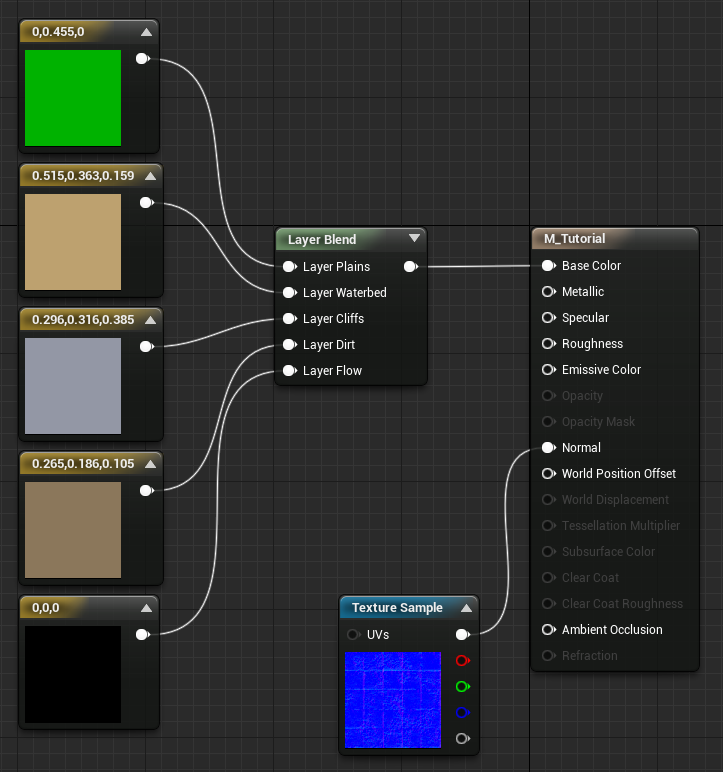 0,0.455,0
0.515,0.363,0.159
0.296,0.316,0.385
0.265,0.186,0.105
0,0,0
Layer Blend
Layer Plains
Layer Waterbed
Layer Cliffs
Layer Dirt
Layer Flow
Texture Sample
UVs
M_Tutorial
Base Color
Metallic
Specular
Roughness
Emissive Color
Opacity
Opacity Mask
Normal
World Position Offset
World Displacement
Tessellation Multiplier
Subsurface Color
Clear Coat
Clear Coat Roughness
Ambient Occlusion
Refraction